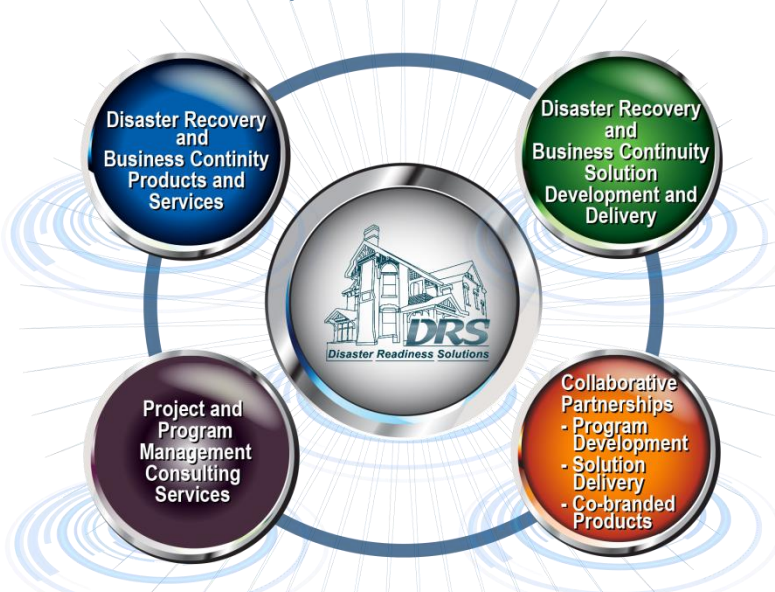 Disaster Recovery
and
Business Continity
Products and
Services
Disaster Recovery
and
Business Continuity
Solution
Development and
Delivery
DRS
Disaster Readiness Solutions
Project and
Program
Management
Consulting
Services
Collaborative
Partnerships
- Program
Development
- Solution
Delivery
- Co-branded
Products